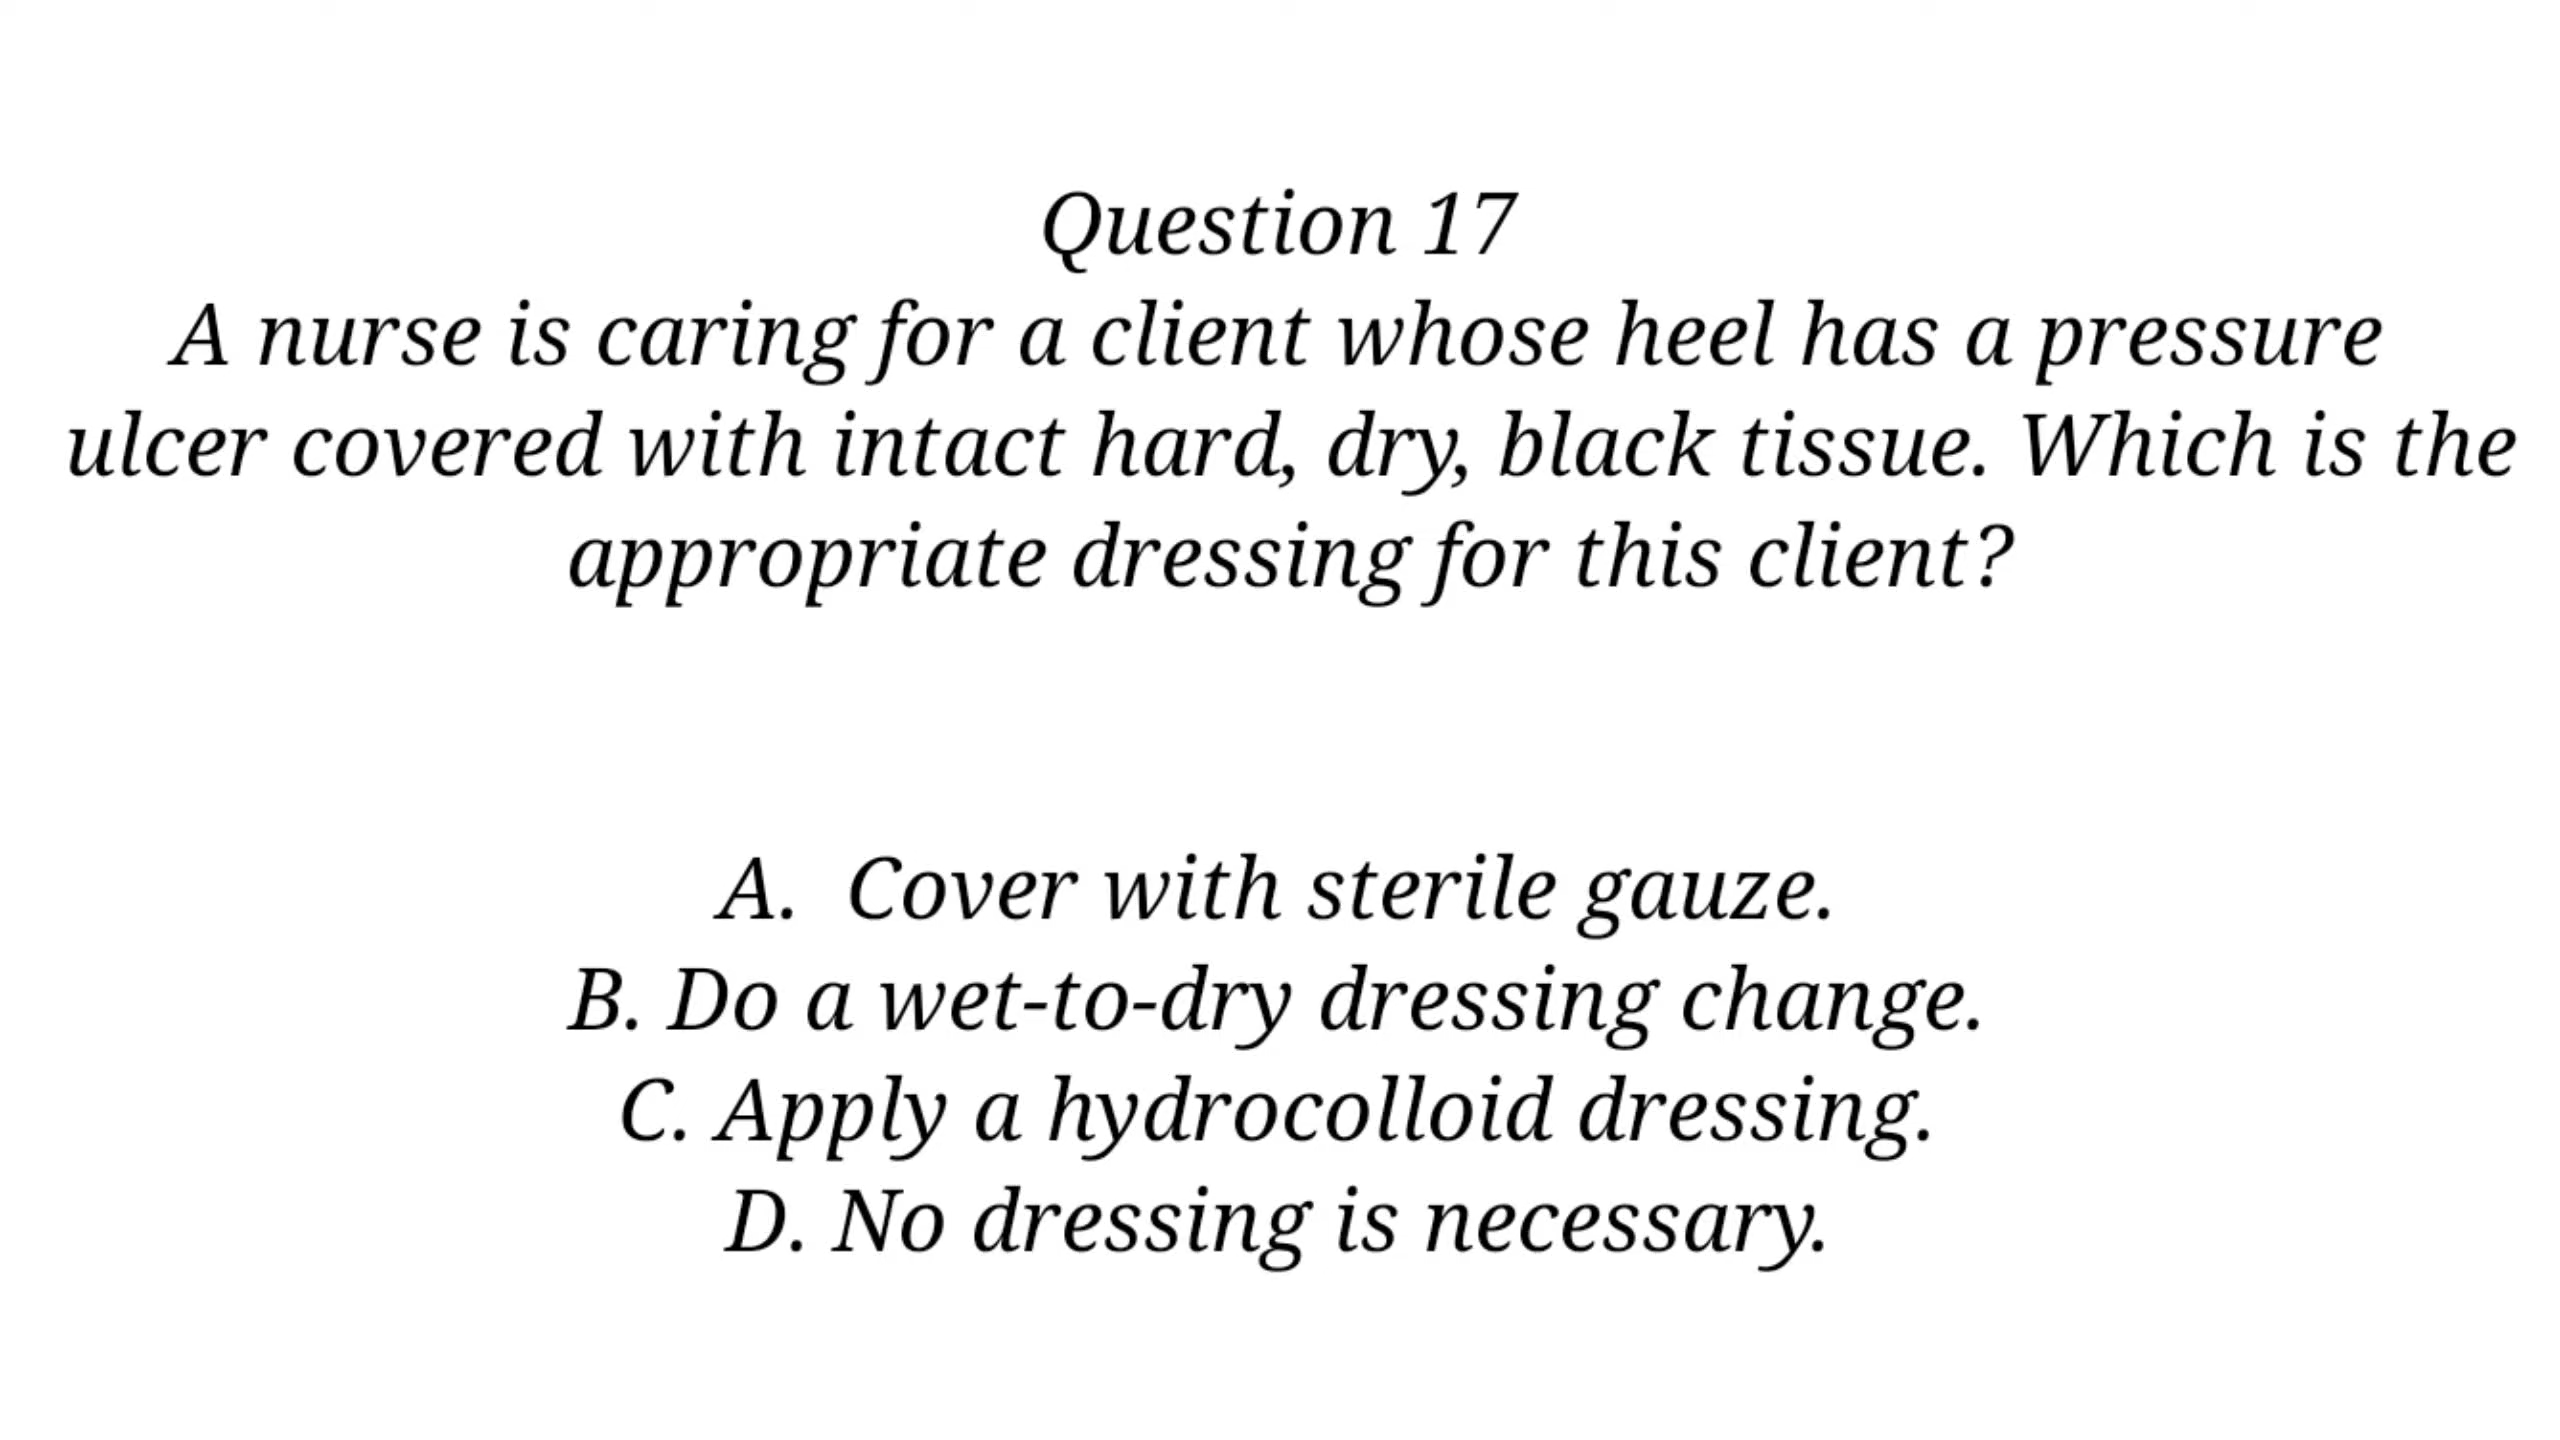 Question 17
A nurse is caring for a client whose heel has a pressure
ulcer covered with intact hard, dry, black tissue. Which is the
appropriate dressing for this client?
A. Cover with sterile gauze.
B. Do a wet-to-dry dressing change.
C. Apply a hydrocolloid dressing.
D. No dressing is necessary.